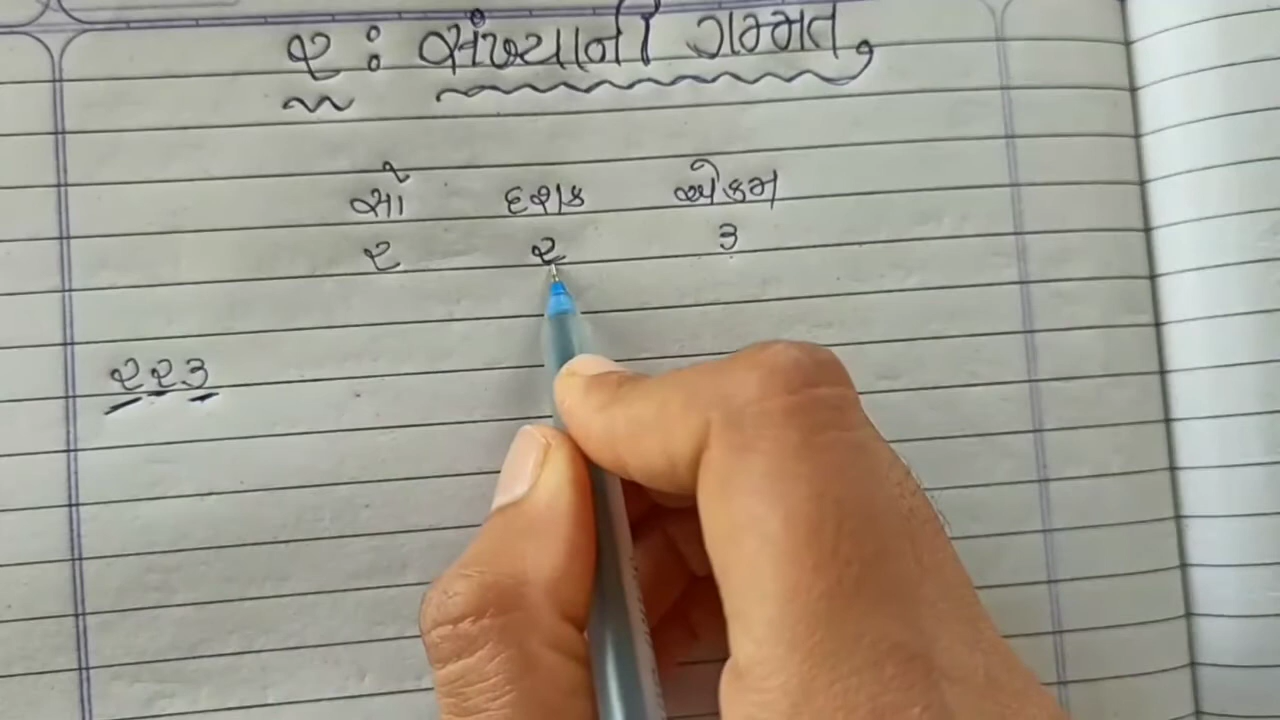 ૨ : સંખ્યાની ગમ્મત,
સો દશક એકમ
૨ ૨ ૩
૨૨૩